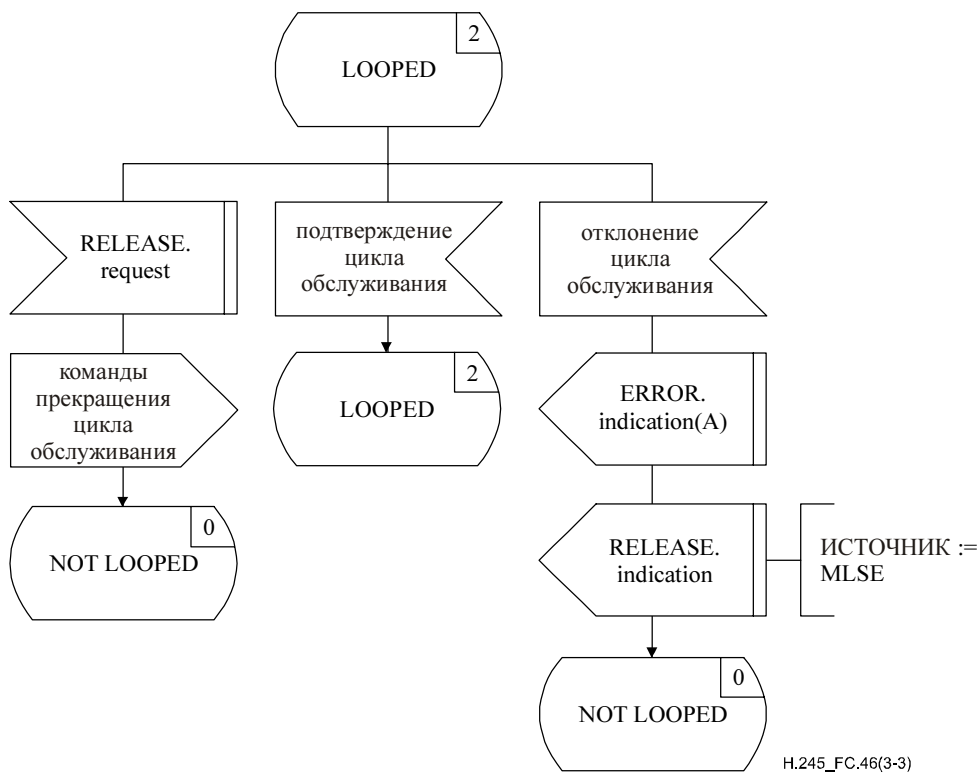 2
LOOPED
RELEASE.
request
подтверждение
цикла
обслуживания
отклонение
цикла
обслуживания
команды
прекращения
цикла
обслуживания
2
LOOPED
ERROR.
indication(A)
0
NOT LOOPED
RELEASE.
indication
ИСТОЧНИК :=
MLSE
0
NOT LOOPED
H.245_FC.46(3-3)